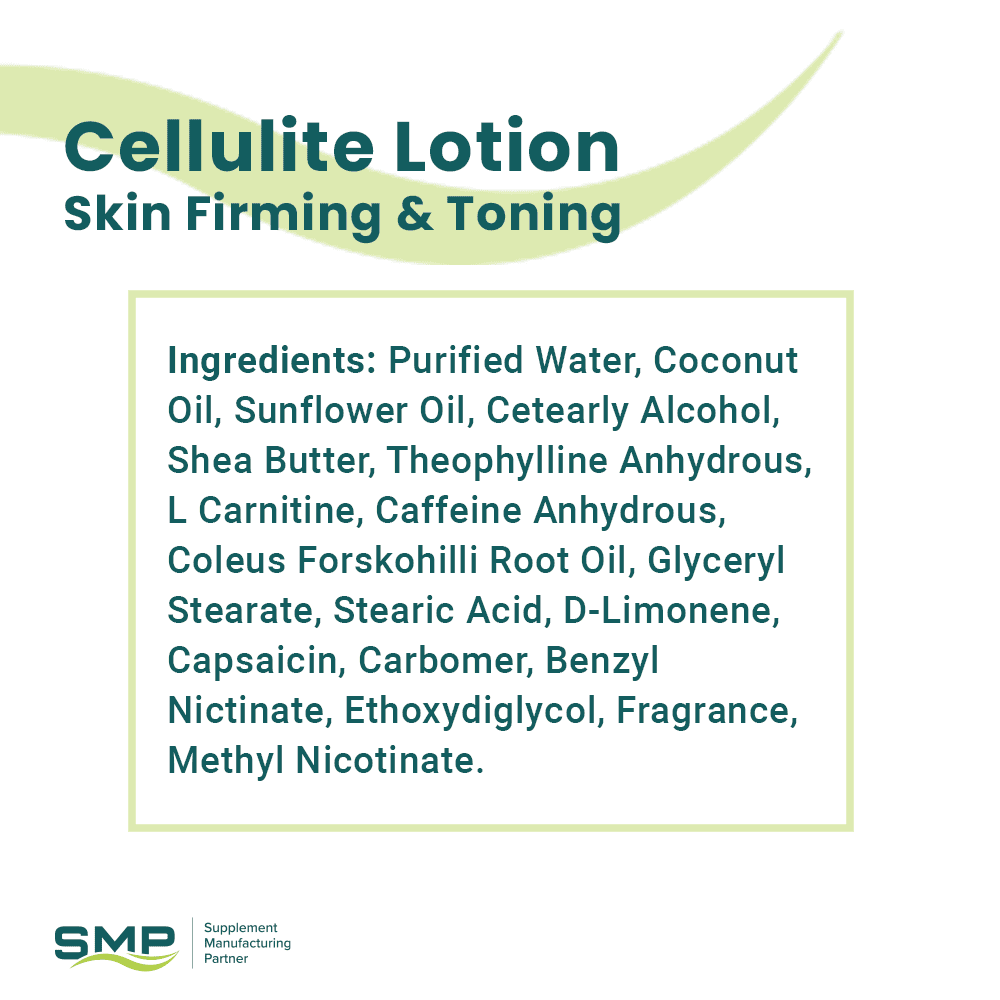 Cellulite Lotion
Skin Firming & Toning
Ingredients: Purified Water, Coconut
Oil, Sunflower Oil, Cetearly Alcohol,
Shea Butter, Theophylline Anhydrous,
L Carnitine, Caffeine Anhydrous,
Coleus Forskohilli Root Oil, Glyceryl
Stearate, Stearic Acid, D-Limonene,
Capsaicin, Carbomer, Benzyl
Nictinate, Ethoxydiglycol, Fragrance,
Methyl Nicotinate.
SMP
Supplement
Manufacturing
Partner